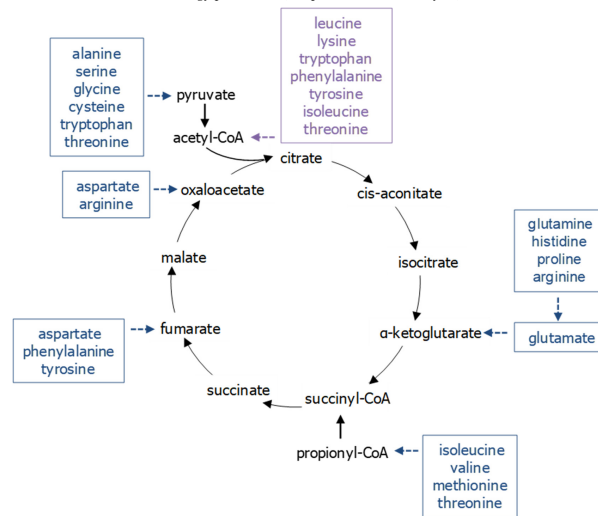 alanine
serine
glycine
cysteine
tryptophan
threonine
leucine
lysine
tryptophan
phenylalanine
tyrosine
isoleucine
threonine
pyruvate
acetyl-CoA
citrate
cis-aconitate
isocitrate
α-ketoglutarate
succinyl-CoA
succinate
fumarate
malate
oxaloacetate
aspartate
arginine
glutamine
histidine
proline
arginine
glutamate
aspartate
phenylalanine
tyrosine
propionyl-CoA
isoleucine
valine
methionine
threonine